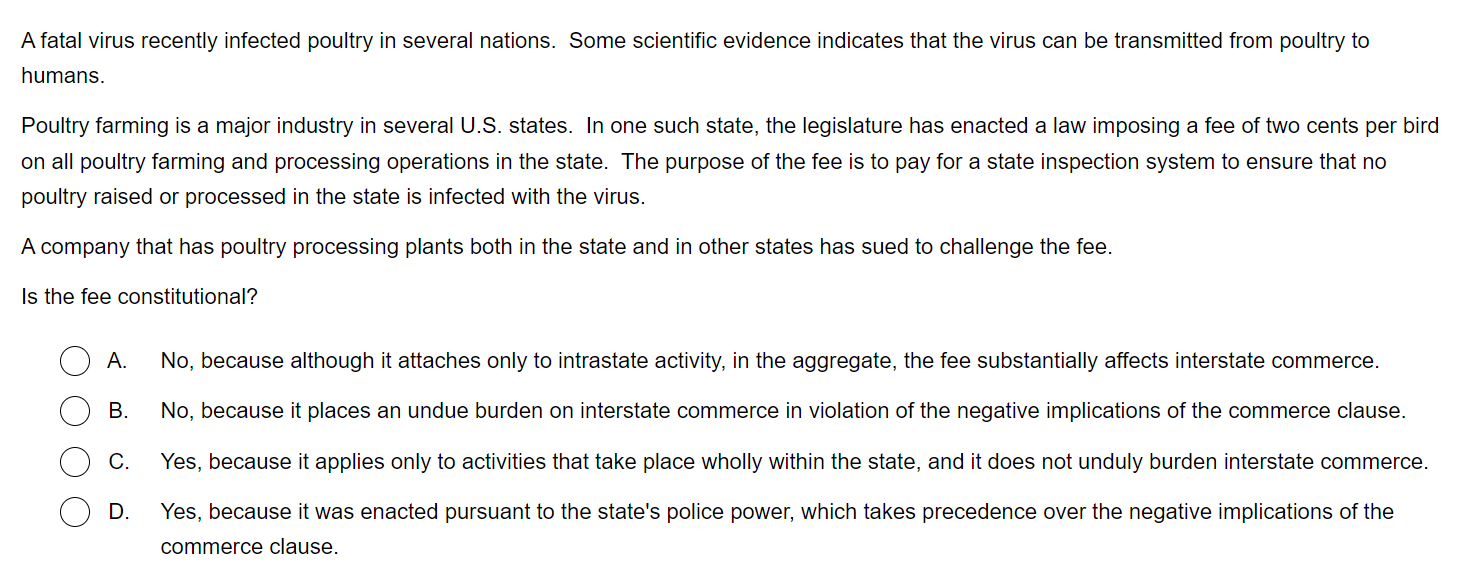 A fatal virus recently infected poultry in several nations.  Some scientific evidence indicates that the virus can be transmitted from poultry to
humans.
Poultry farming is a major industry in several U.S. states.  In one such state, the legislature has enacted a law imposing a fee of two cents per bird
on all poultry farming and processing operations in the state.  The purpose of the fee is to pay for a state inspection system to ensure that no
poultry raised or processed in the state is infected with the virus.
A company that has poultry processing plants both in the state and in other states has sued to challenge the fee.
Is the fee constitutional?
A. No, because although it attaches only to intrastate activity, in the aggregate, the fee substantially affects interstate commerce.
B. No, because it places an undue burden on interstate commerce in violation of the negative implications of the commerce clause.
C. Yes, because it applies only to activities that take place wholly within the state, and it does not unduly burden interstate commerce.
D. Yes, because it was enacted pursuant to the state's police power, which takes precedence over the negative implications of the
commerce clause.